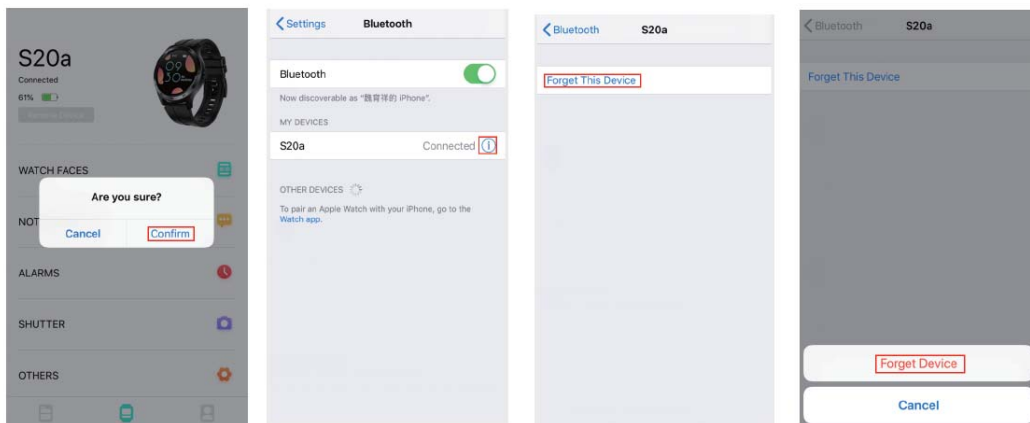 S20a
Connected
61%
Remove Device
WATCH FACES
Are you sure?
NOT
Cancel
Confirm
ALARMS
SHUTTER
OTHERS
Settings
Bluetooth
Bluetooth
Now discoverable as “魏育祥的 iPhone”.
MY DEVICES
S20a
Connected
OTHER DEVICES
To pair an Apple Watch with your iPhone, go to the
Watch app.
Bluetooth
S20a
Forget This Device
Bluetooth
S20a
Forget This Device
Forget Device
Cancel